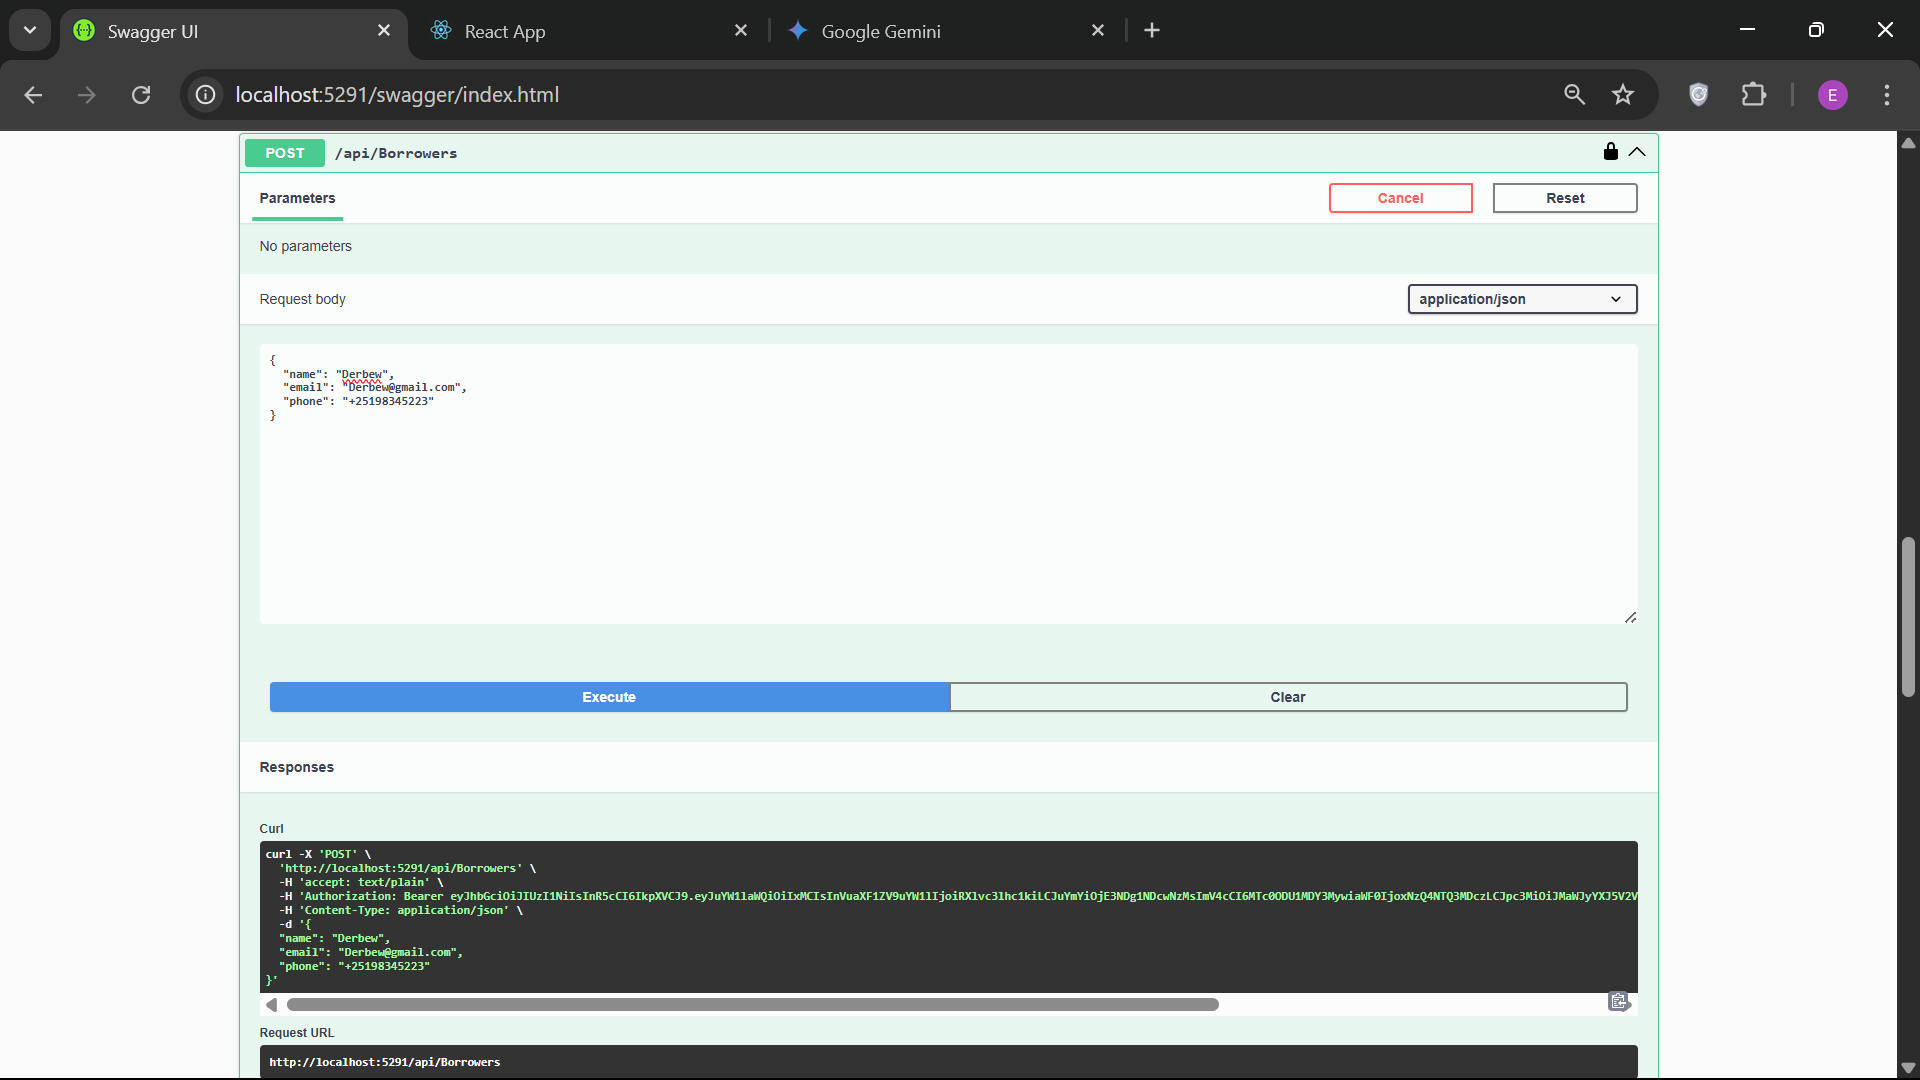 Swagger UI
React App
Google Gemini
localhost:5291/swagger/index.html
E
POST /api/Borrowers
Parameters
Cancel
Reset
No parameters
Request body
application/json
{
"name": "Derbew",
"email": "Derbew@gmail.com",
"phone": "+25198345223"
}
Execute
Clear
Responses
Curl
curl -X 'POST' \
'http://localhost:5291/api/Borrowers' \
-H 'accept: text/plain' \
-H 'Authorization: Bearer
-H 'Content-Type: application/json' \
-d '{
"name": "Derbew",
"email": "Derbew@gmail.com",
"phone": "+25198345223"
}'
Request URL
http://localhost:5291/api/Borrowers